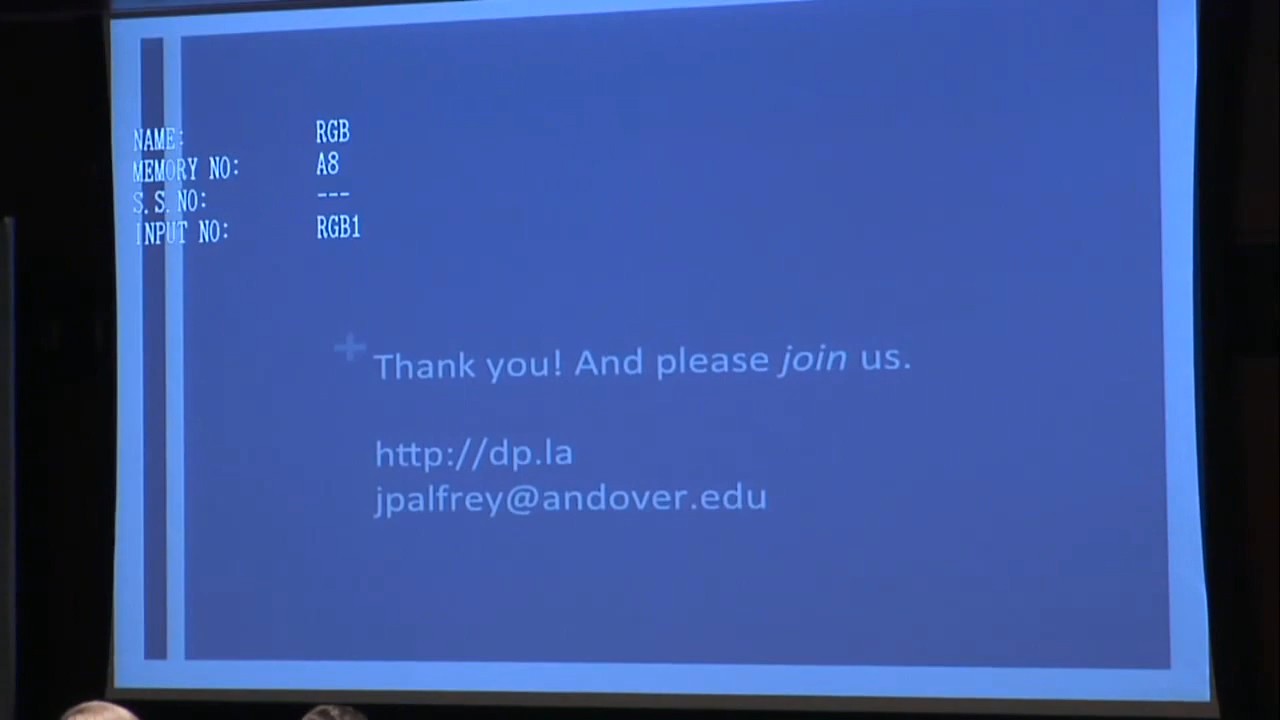 NAME: RGB
MEMORY NO: A8
S.S.NO: ---
INPUT NO: RGB1
+ Thank you! And please join us.
http://dp.la
jpalfrey@andover.edu